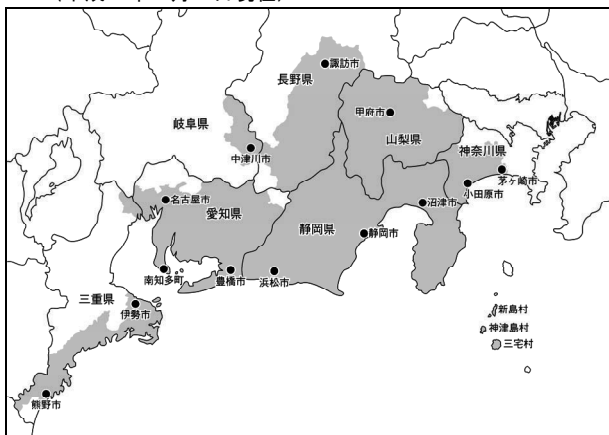 長野県
諏訪市
岐阜県
甲府市
山梨県
神奈川県
中津川市
茅ヶ崎市
小田原市
名古屋市
愛知県
静岡県
沼津市
静岡市
南知多町
豊橋市
浜松市
三重県
伊勢市
新島村
神津島村
三宅村
熊野市